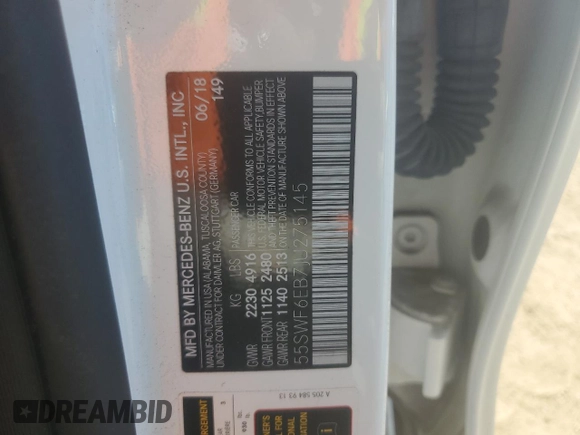 MFD BY MERCEDES-BENZ U.S. INTL., INC
MANUFACTURED IN USA (ALABAMA, TUSCALOOSA COUNTY)
MANUFACTURED FOR DAIMLER AG, STUTTGART (GERMANY)
06/18
149
KG LBS PASSENGER CAR
GVWR 2230 4916 THIS VEHICLE CONFORMS TO ALL APPLICABLE
GAWR FRONT 1125 2480 U.S. FEDERAL MOTOR VEHICLE SAFETY, BUMPER
GAWR REAR 1140 2513 AND THEFT PREVENTION STANDARDS IN EFFECT
ON DATE OF MANUFACTURE SHOWN ABOVE
55SWF6EB7JU275145
A 205 584 93 13
i
DREAMBID